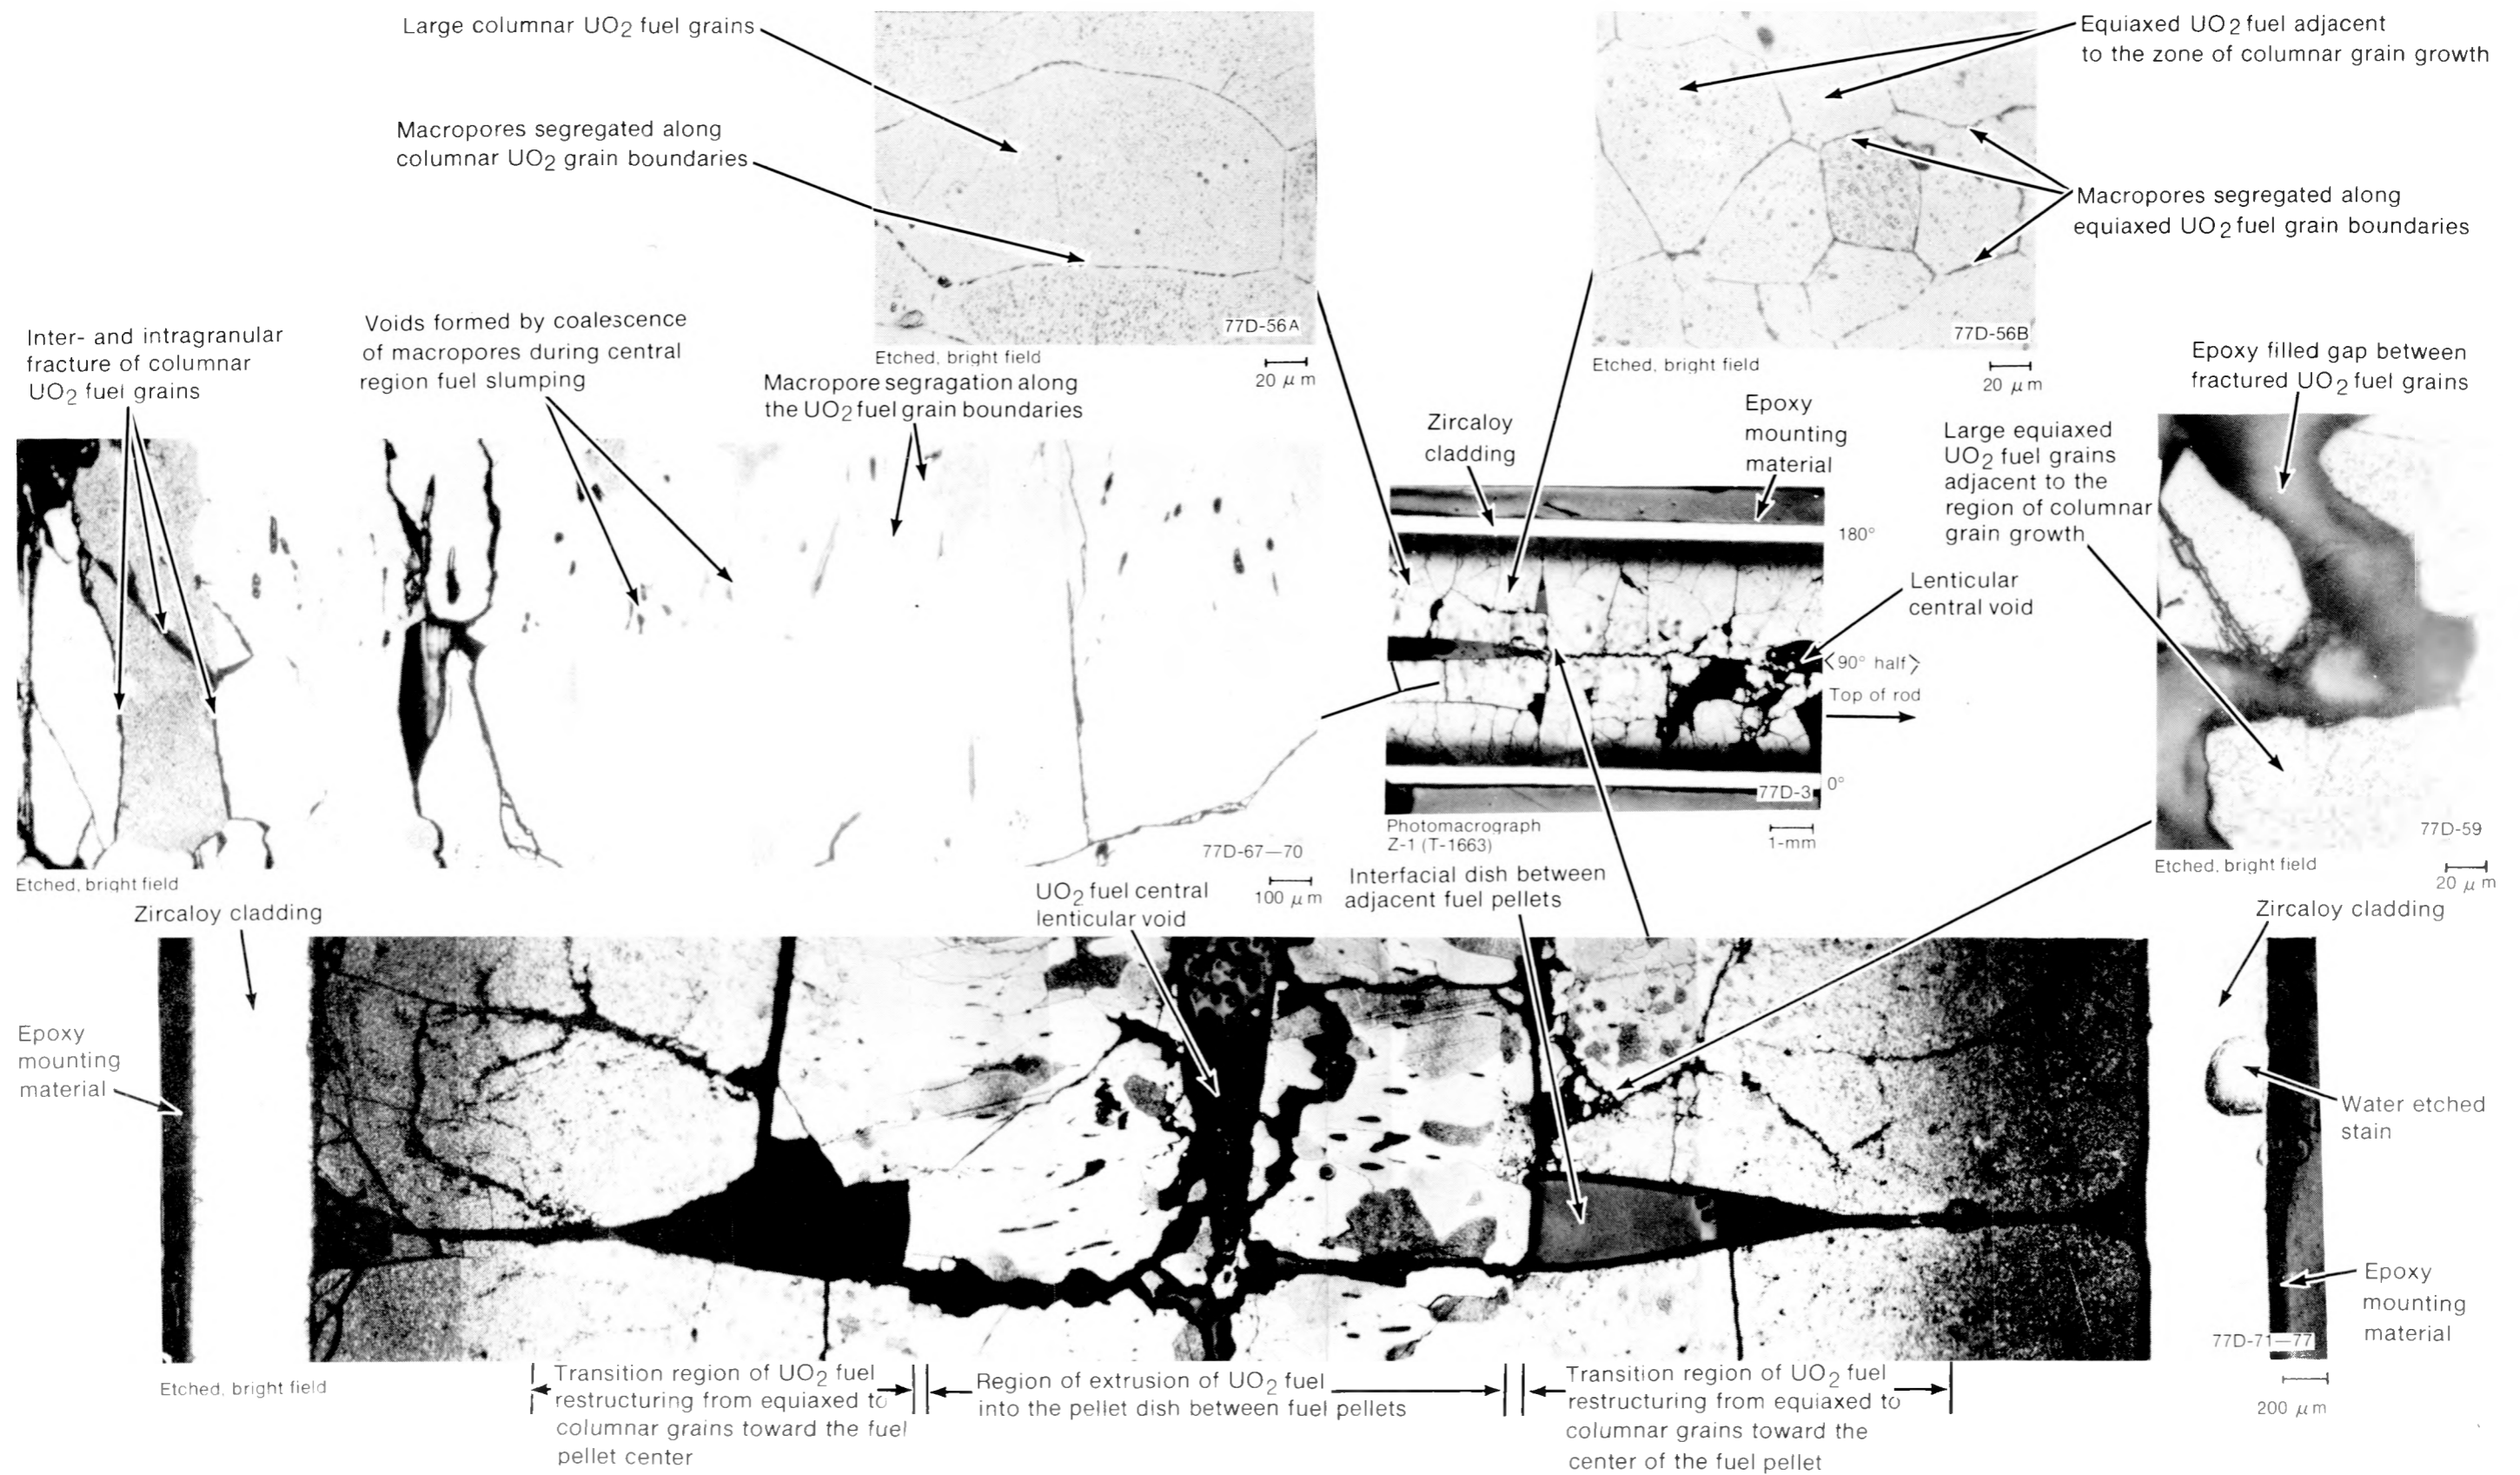 Large columnar UO2 fuel grains
Macropores segregated along
columnar UO2 grain boundaries
77D-56A
Etched, bright field
20 μm
Equiaxed UO2 fuel adjacent
to the zone of columnar grain growth
Macropores segregated along
equiaxed UO2 fuel grain boundaries
77D-56B
Etched, bright field
20 μm
Inter- and intragranular
fracture of columnar
UO2 fuel grains
Voids formed by coalescence
of macropores during central
region fuel slumping
Macropore segragation along
the UO2 fuel grain boundaries
77D-67—70
Etched, bright field
100 μm
Zircaloy
cladding
Epoxy
mounting
material
180°
Lenticular
central void
<90° half>
Top of rod
0°
77D-3
Photomacrograph
Z-1 (T-1663)
1-mm
Epoxy filled gap between
fractured UO2 fuel grains
Large equiaxed
UO2 fuel grains
adjacent to the
region of columnar
grain growth
77D-59
Etched, bright field
20 μm
Zircaloy cladding
UO2 fuel central
lenticular void
Interfacial dish between
adjacent fuel pellets
Zircaloy cladding
Epoxy
mounting
material
Water etched
stain
Epoxy
mounting
material
77D-71—77
Etched, bright field
200 μm
Transition region of UO2 fuel
restructuring from equiaxed to
columnar grains toward the fuel
pellet center
Region of extrusion of UO2 fuel
into the pellet dish between fuel pellets
Transition region of UO2 fuel
restructuring from equiaxed to
columnar grains toward the
center of the fuel pellet